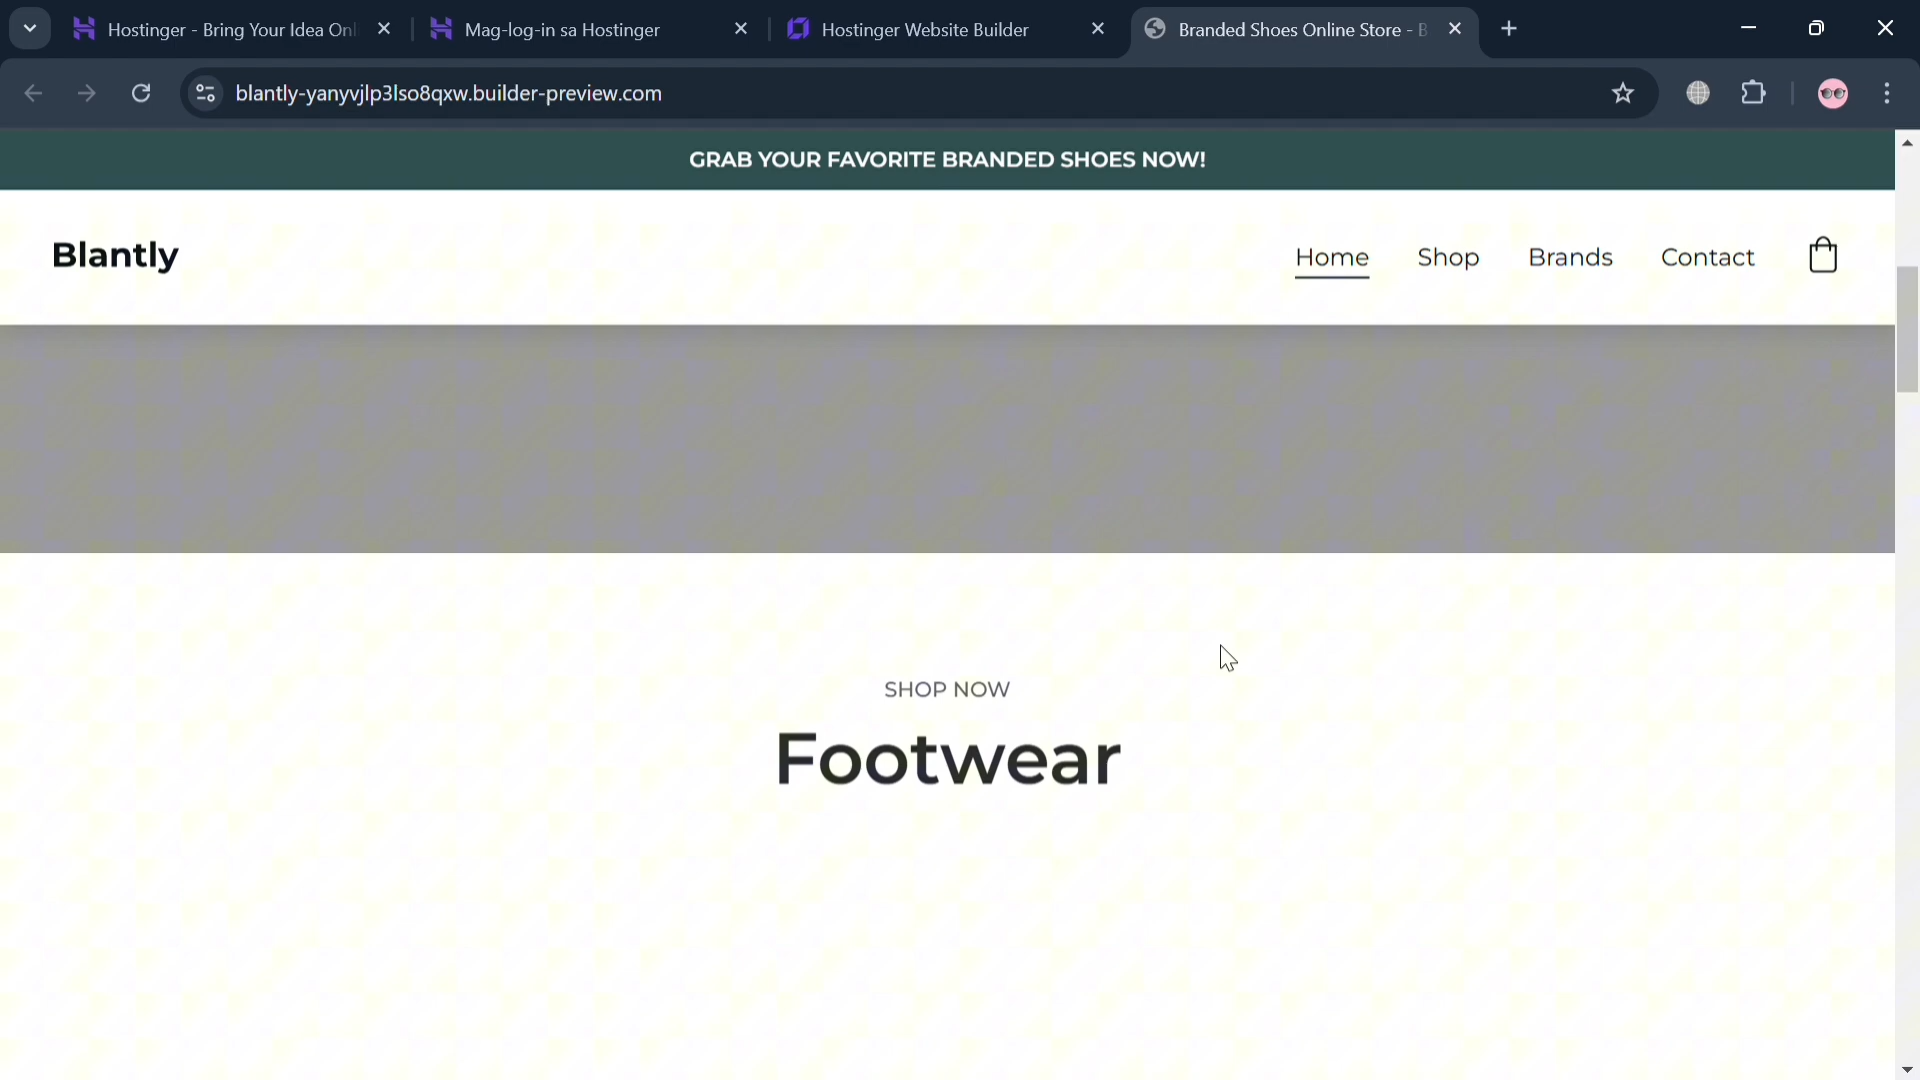 Hostinger - Bring Your Idea Onl
Mag-log-in sa Hostinger
Hostinger Website Builder
Branded Shoes Online Store - B
blantly-yanyvjlp3lso8qxw.builder-preview.com
GRAB YOUR FAVORITE BRANDED SHOES NOW!
Blantly
Home
Shop
Brands
Contact
SHOP NOW
Footwear